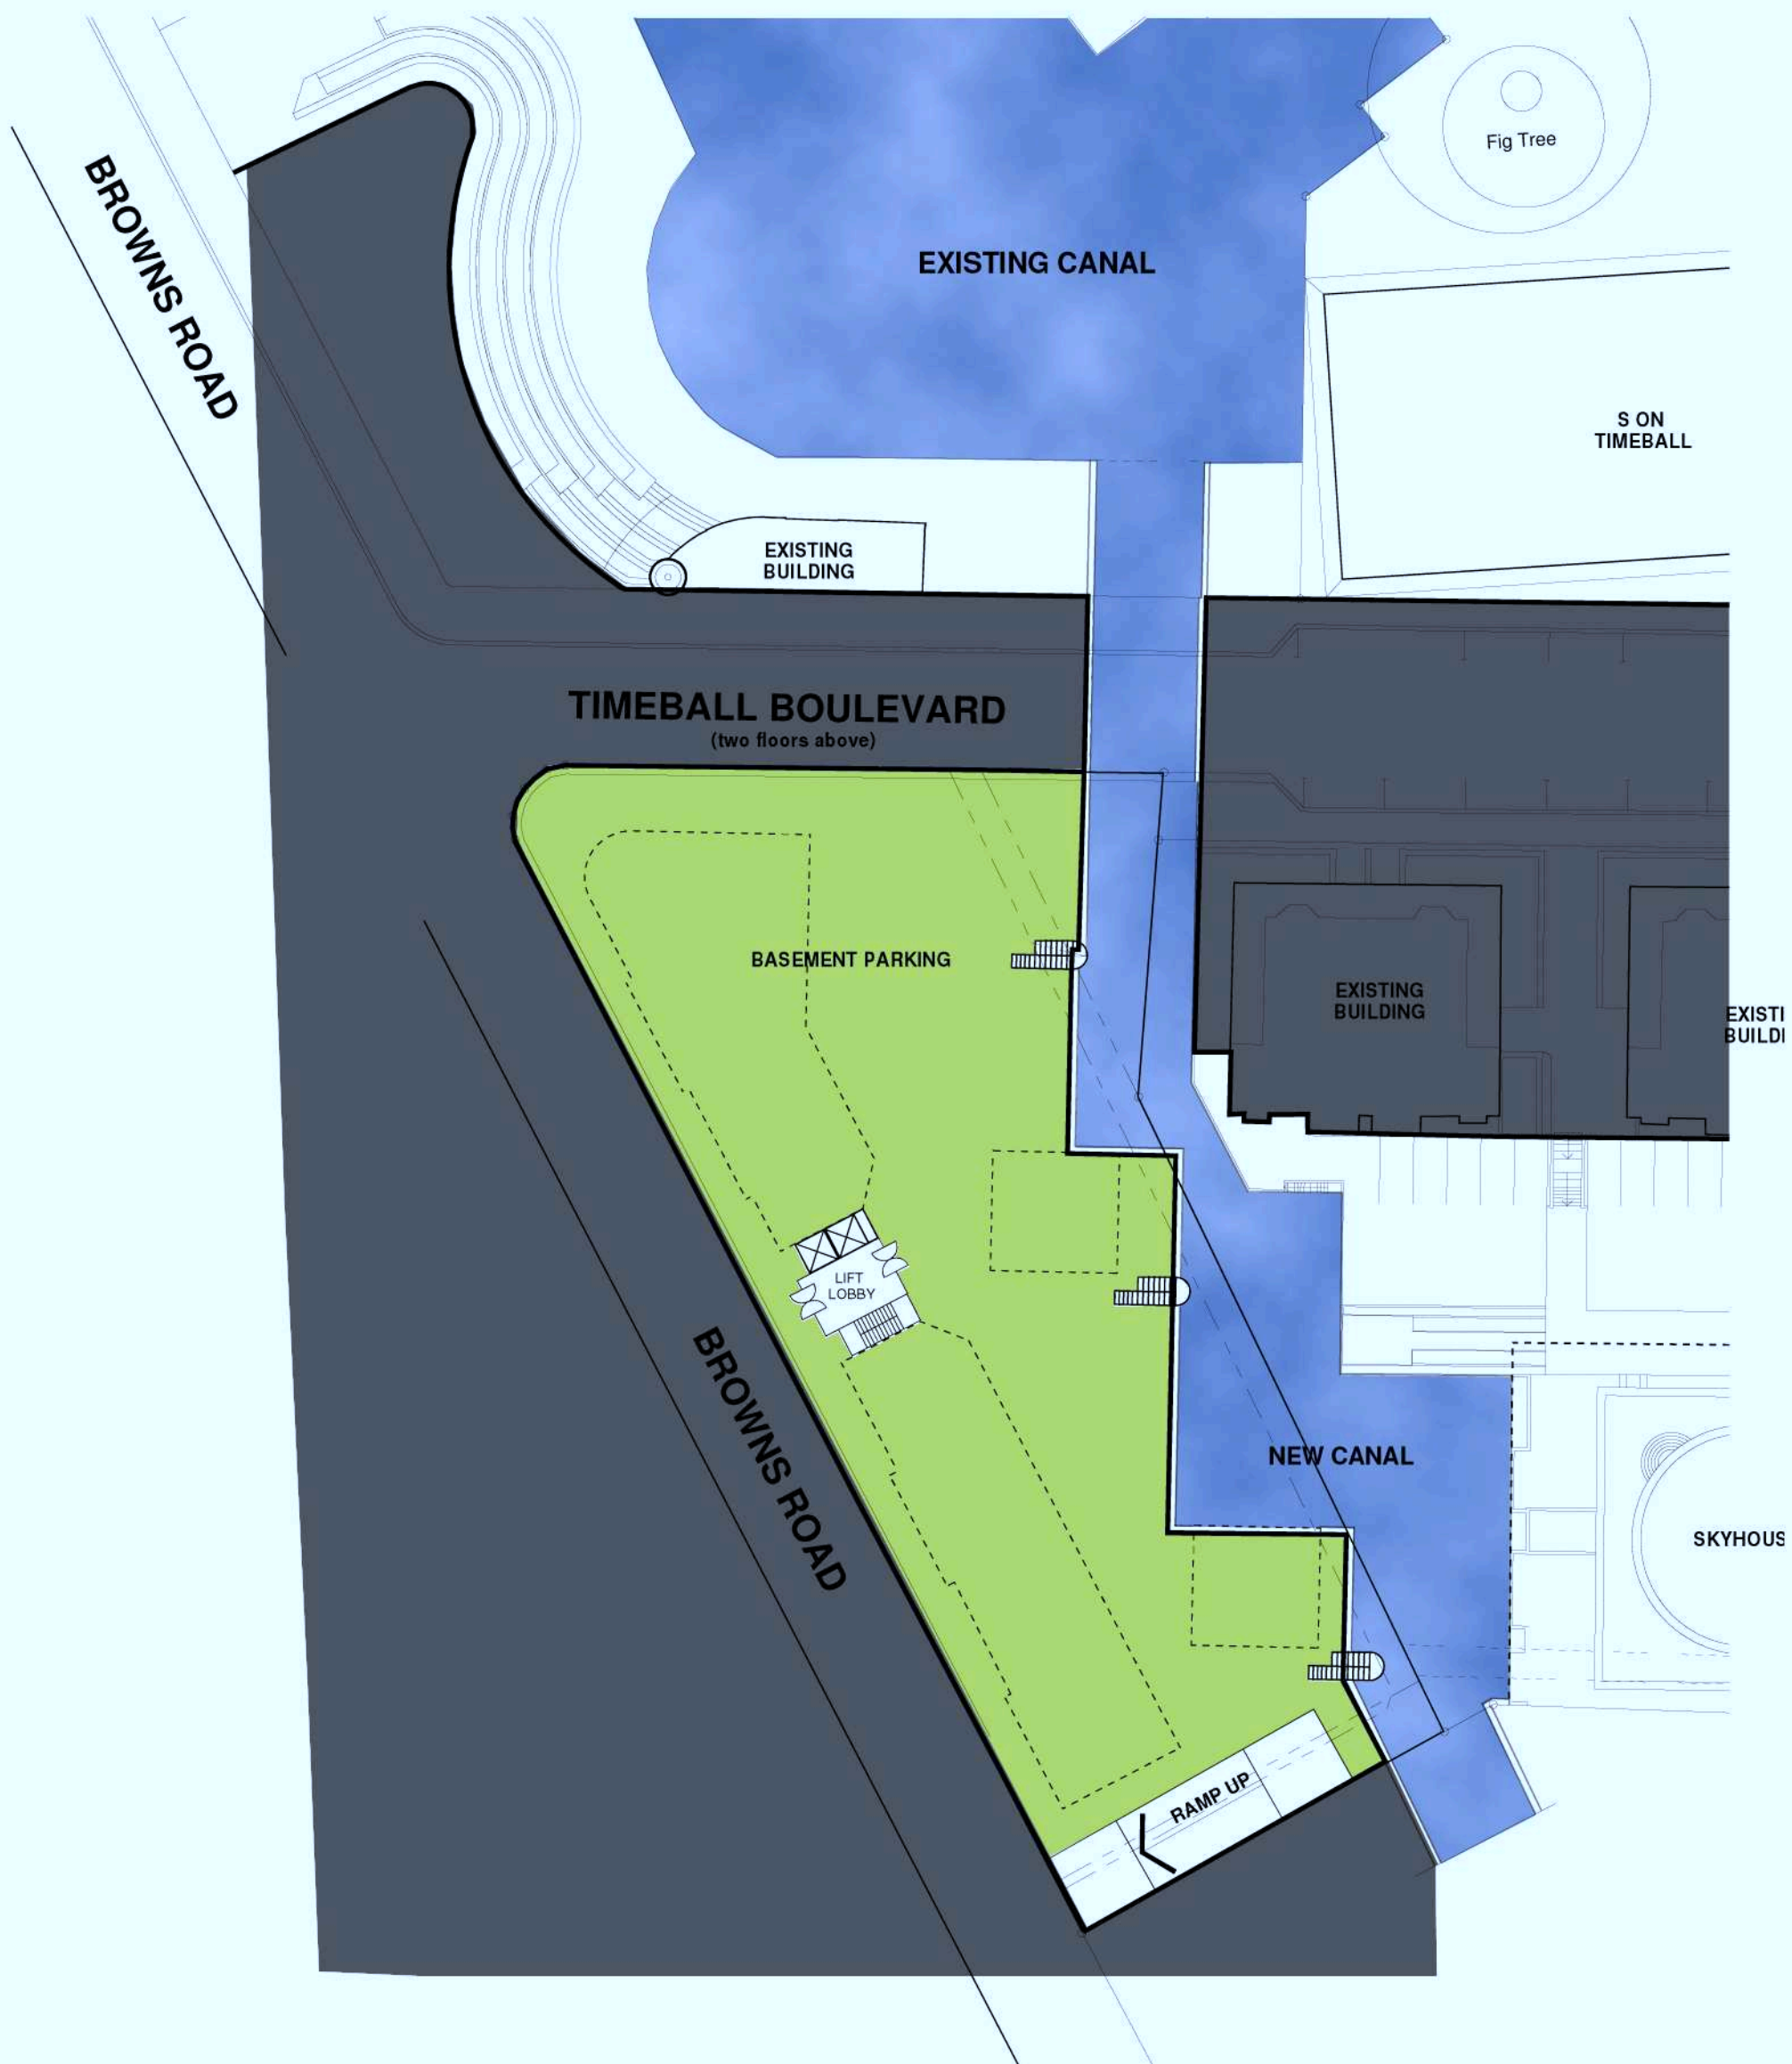 Fig Tree
BROWNS ROAD
EXISTING CANAL
S ON
TIMEBALL
EXISTING
BUILDING
TIMEBALL BOULEVARD
(two floors above)
BASEMENT PARKING
EXISTING
BUILDING
EXISTI
BUILDI
LIFT
LOBBY
BROWNS ROAD
NEW CANAL
SKYHOUS
RAMP UP